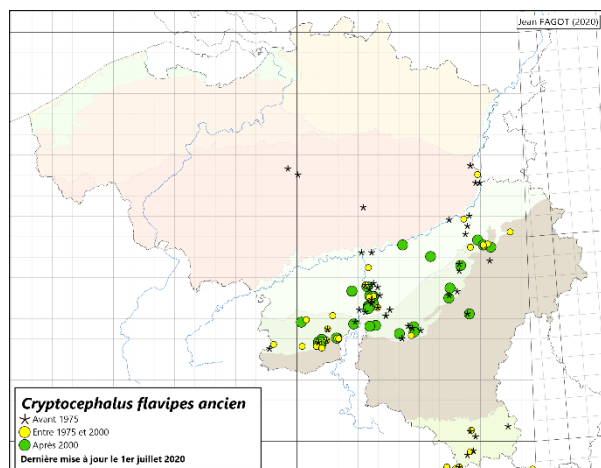 Jean FAGOT (2020)
Cryptocephalus flavipes ancien
Avant 1975
Entre 1975 et 2000
Après 2000
Dernière mise à jour le 1er juillet 2020